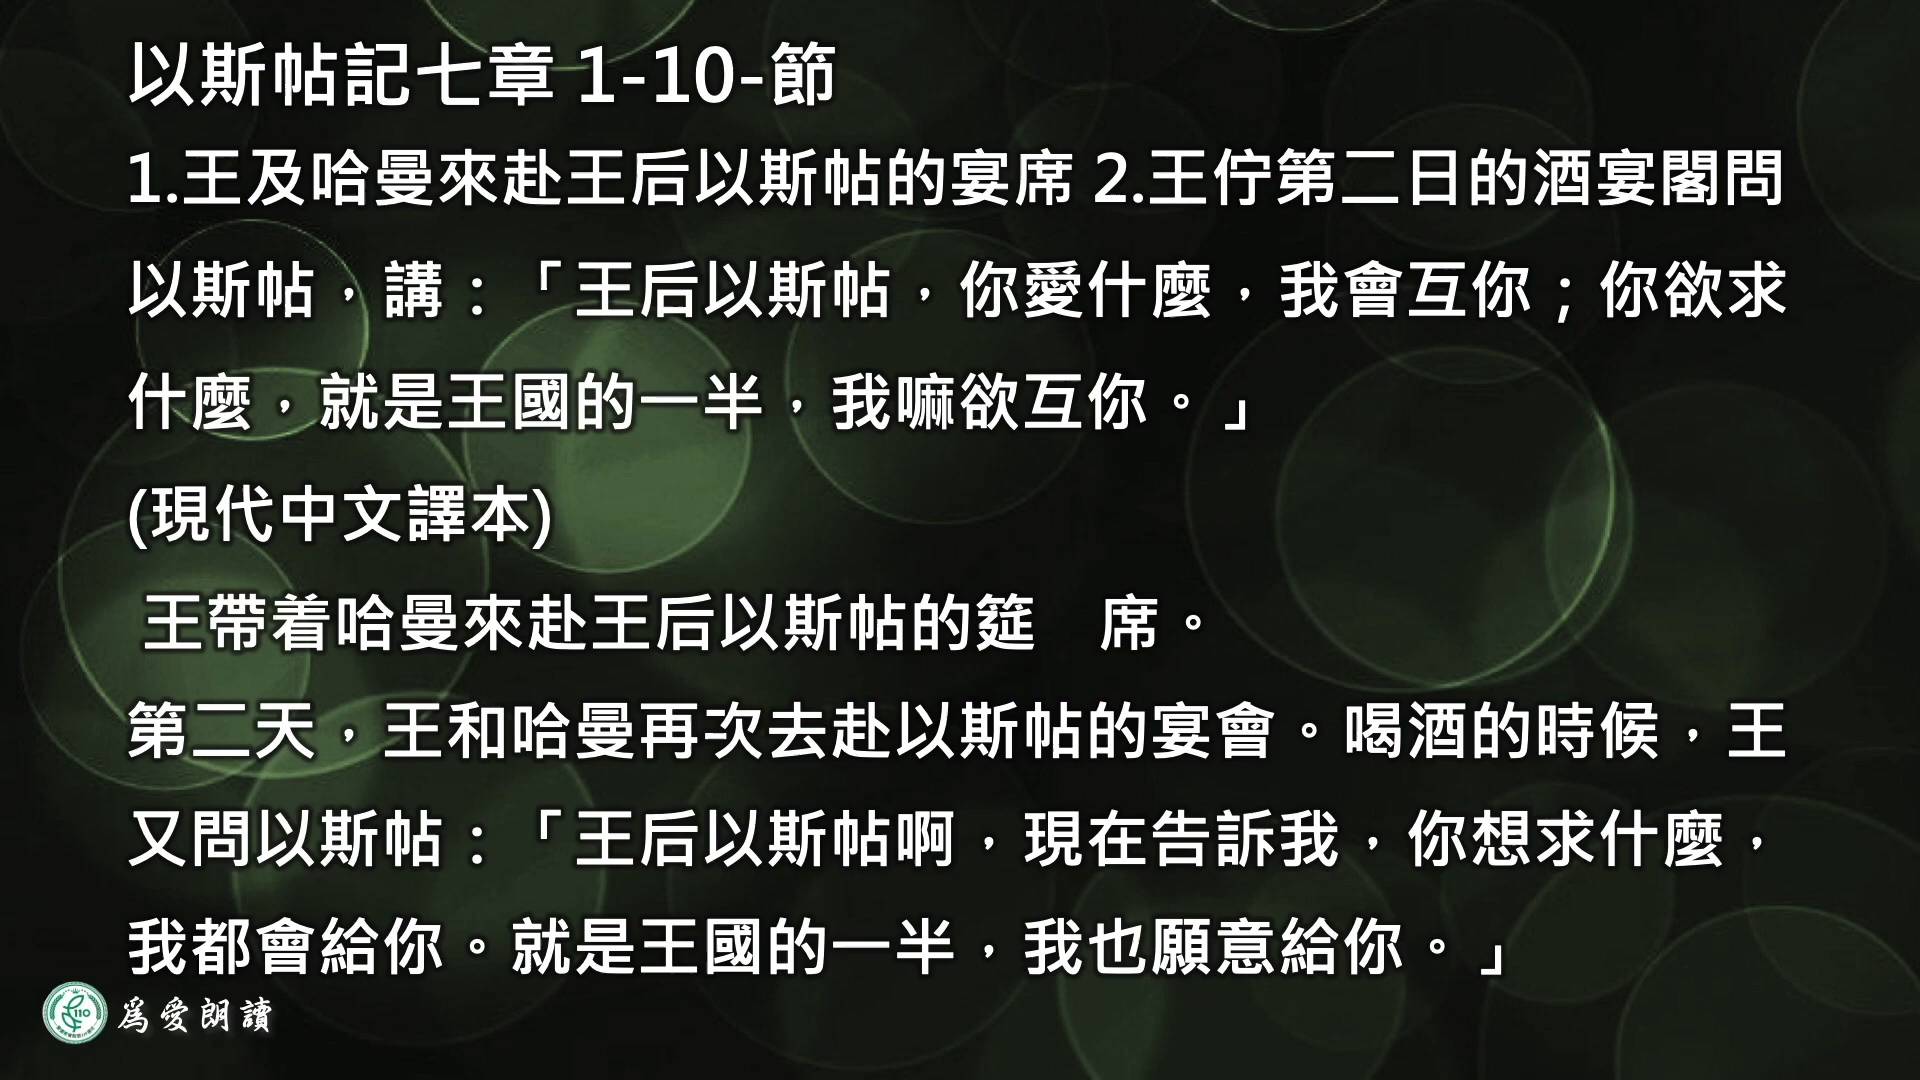 以斯帖記七章 1-10-節
1.王及哈曼來赴王后以斯帖的宴席 2.王佇第二日的酒宴閣問
以斯帖，講：「王后以斯帖，你愛什麼，我會互你；你欲求
什麼，就是王國的一半，我嘛欲互你。」
(現代中文譯本)
王帶着哈曼來赴王后以斯帖的筵　席。
第二天，王和哈曼再次去赴以斯帖的宴會。喝酒的時候，王
又問以斯帖：「王后以斯帖啊，現在告訴我，你想求什麼，
我都會給你。就是王國的一半，我也願意給你。」
110
為愛朗讀